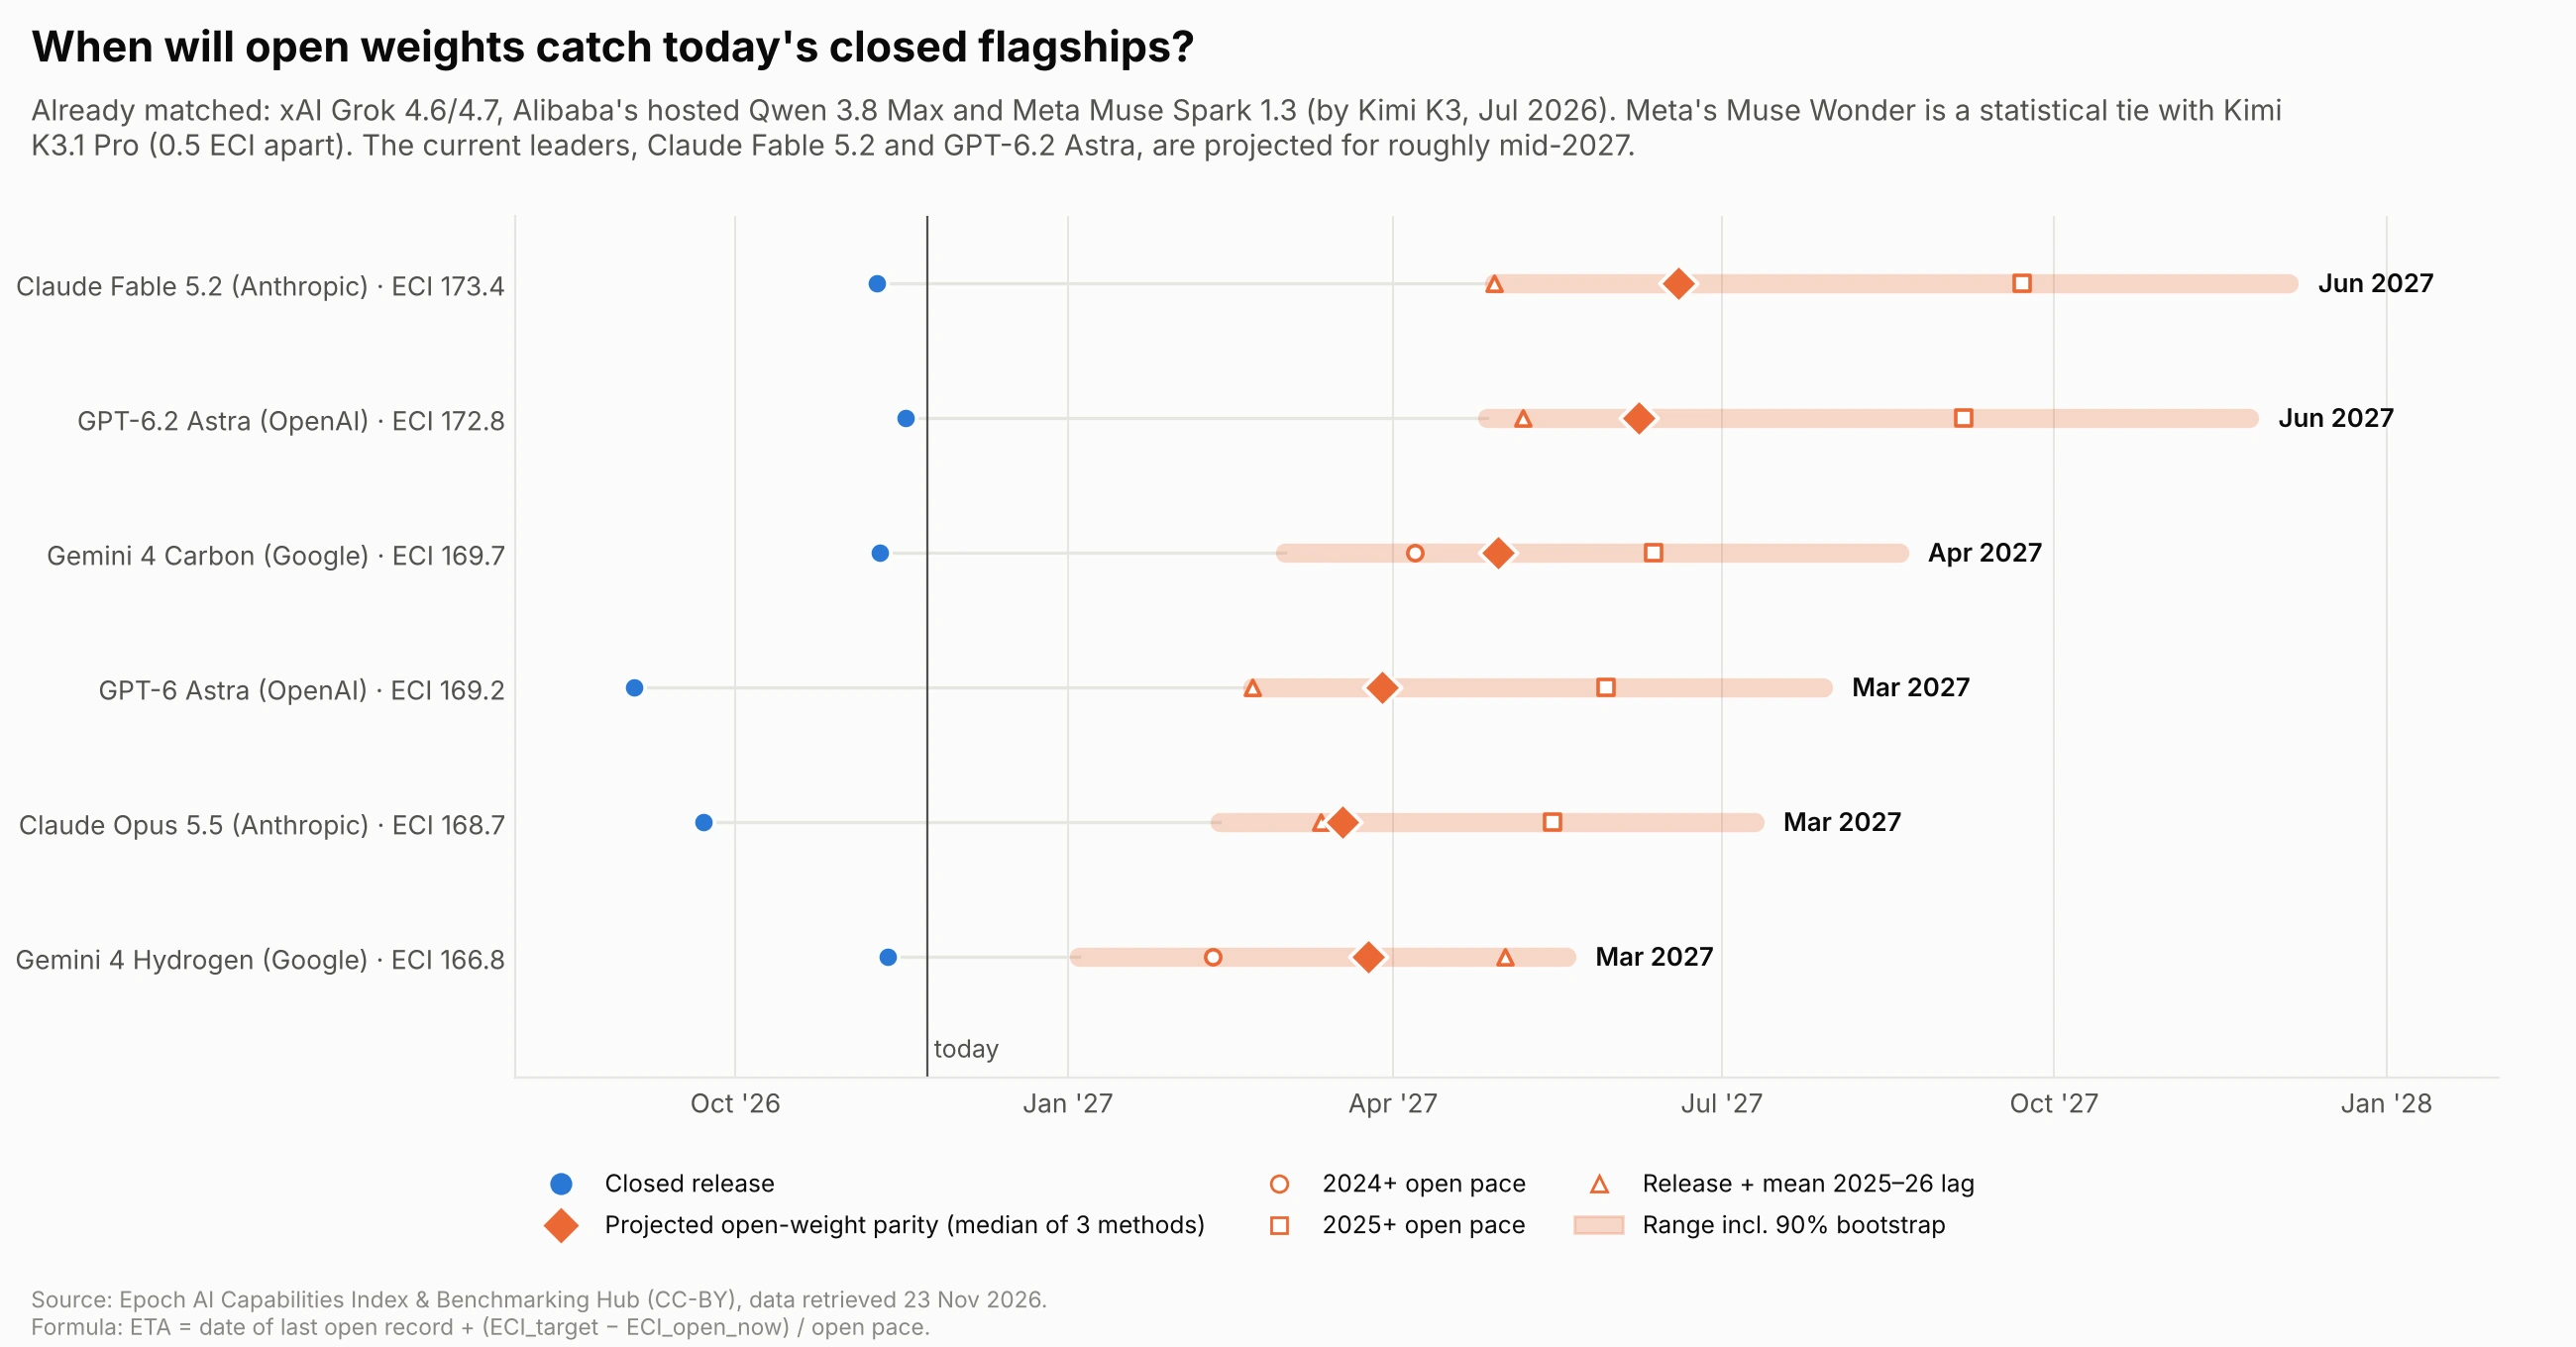 When will open weights catch today's closed flagships?
Already matched: xAI Grok 4.6/4.7, Alibaba's hosted Qwen 3.8 Max and Meta Muse Spark 1.3 (by Kimi K3, Jul 2026). Meta's Muse Wonder is a statistical tie with Kimi
K3.1 Pro (0.5 ECI apart). The current leaders, Claude Fable 5.2 and GPT-6.2 Astra, are projected for roughly mid-2027.
Claude Fable 5.2 (Anthropic) · ECI 173.4
Jun 2027
GPT-6.2 Astra (OpenAI) · ECI 172.8
Jun 2027
Gemini 4 Carbon (Google) · ECI 169.7
Apr 2027
GPT-6 Astra (OpenAI) · ECI 169.2
Mar 2027
Claude Opus 5.5 (Anthropic) · ECI 168.7
Mar 2027
Gemini 4 Hydrogen (Google) · ECI 166.8
Mar 2027
today
Oct '26
Jan '27
Apr '27
Jul '27
Oct '27
Jan '28
Closed release
2024+ open pace
Release + mean 2025–26 lag
Projected open-weight parity (median of 3 methods)
2025+ open pace
Range incl. 90% bootstrap
Source: Epoch AI Capabilities Index & Benchmarking Hub (CC-BY), data retrieved 23 Nov 2026.
Formula: ETA = date of last open record + (ECI_target − ECI_open_now) / open pace.